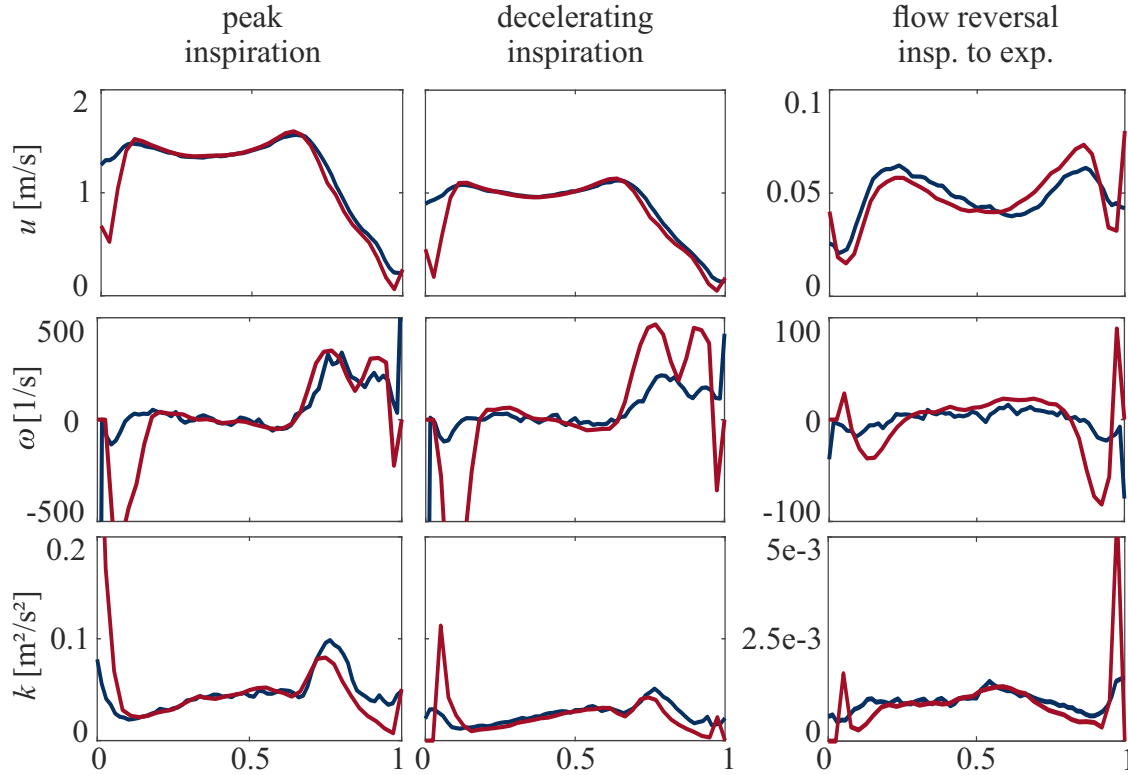 peak
inspiration
decelerating
inspiration
flow reversal
insp. to exp.
u [m/s]
2
1
0
0.1
0.05
0
ω [1/s]
500
0
-500
100
0
-100
k [m²/s²]
0.2
0.1
0
5e-3
2.5e-3
0
0 0.5 1 0 0.5 1 0 0.5 1